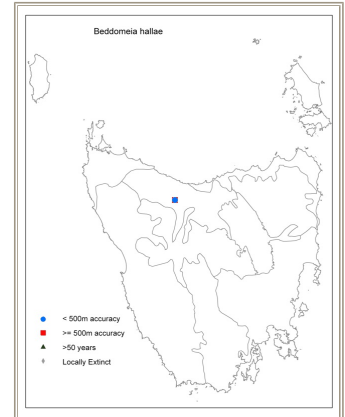 Beddomeia hallae
< 500m accuracy
>= 500m accuracy
>50 years
Locally Extinct